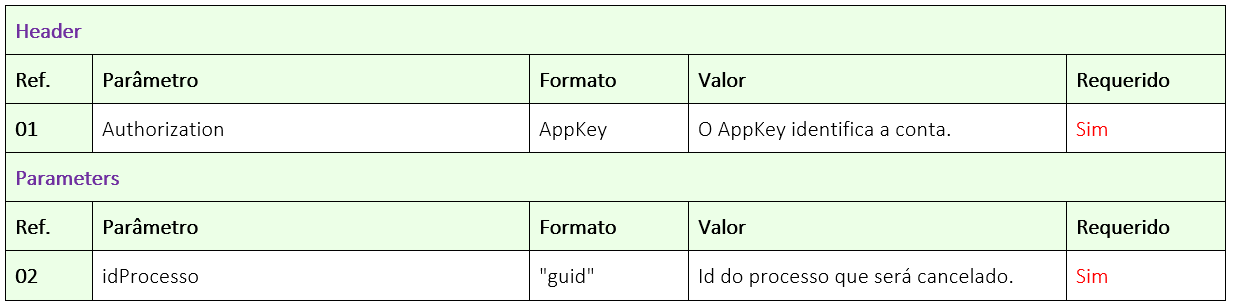 Header
Ref. Parâmetro Formato Valor Requerido
01 Authorization AppKey O AppKey identifica a conta. Sim
Parameters
Ref. Parâmetro Formato Valor Requerido
02 idProcesso "guid" Id do processo que será cancelado. Sim